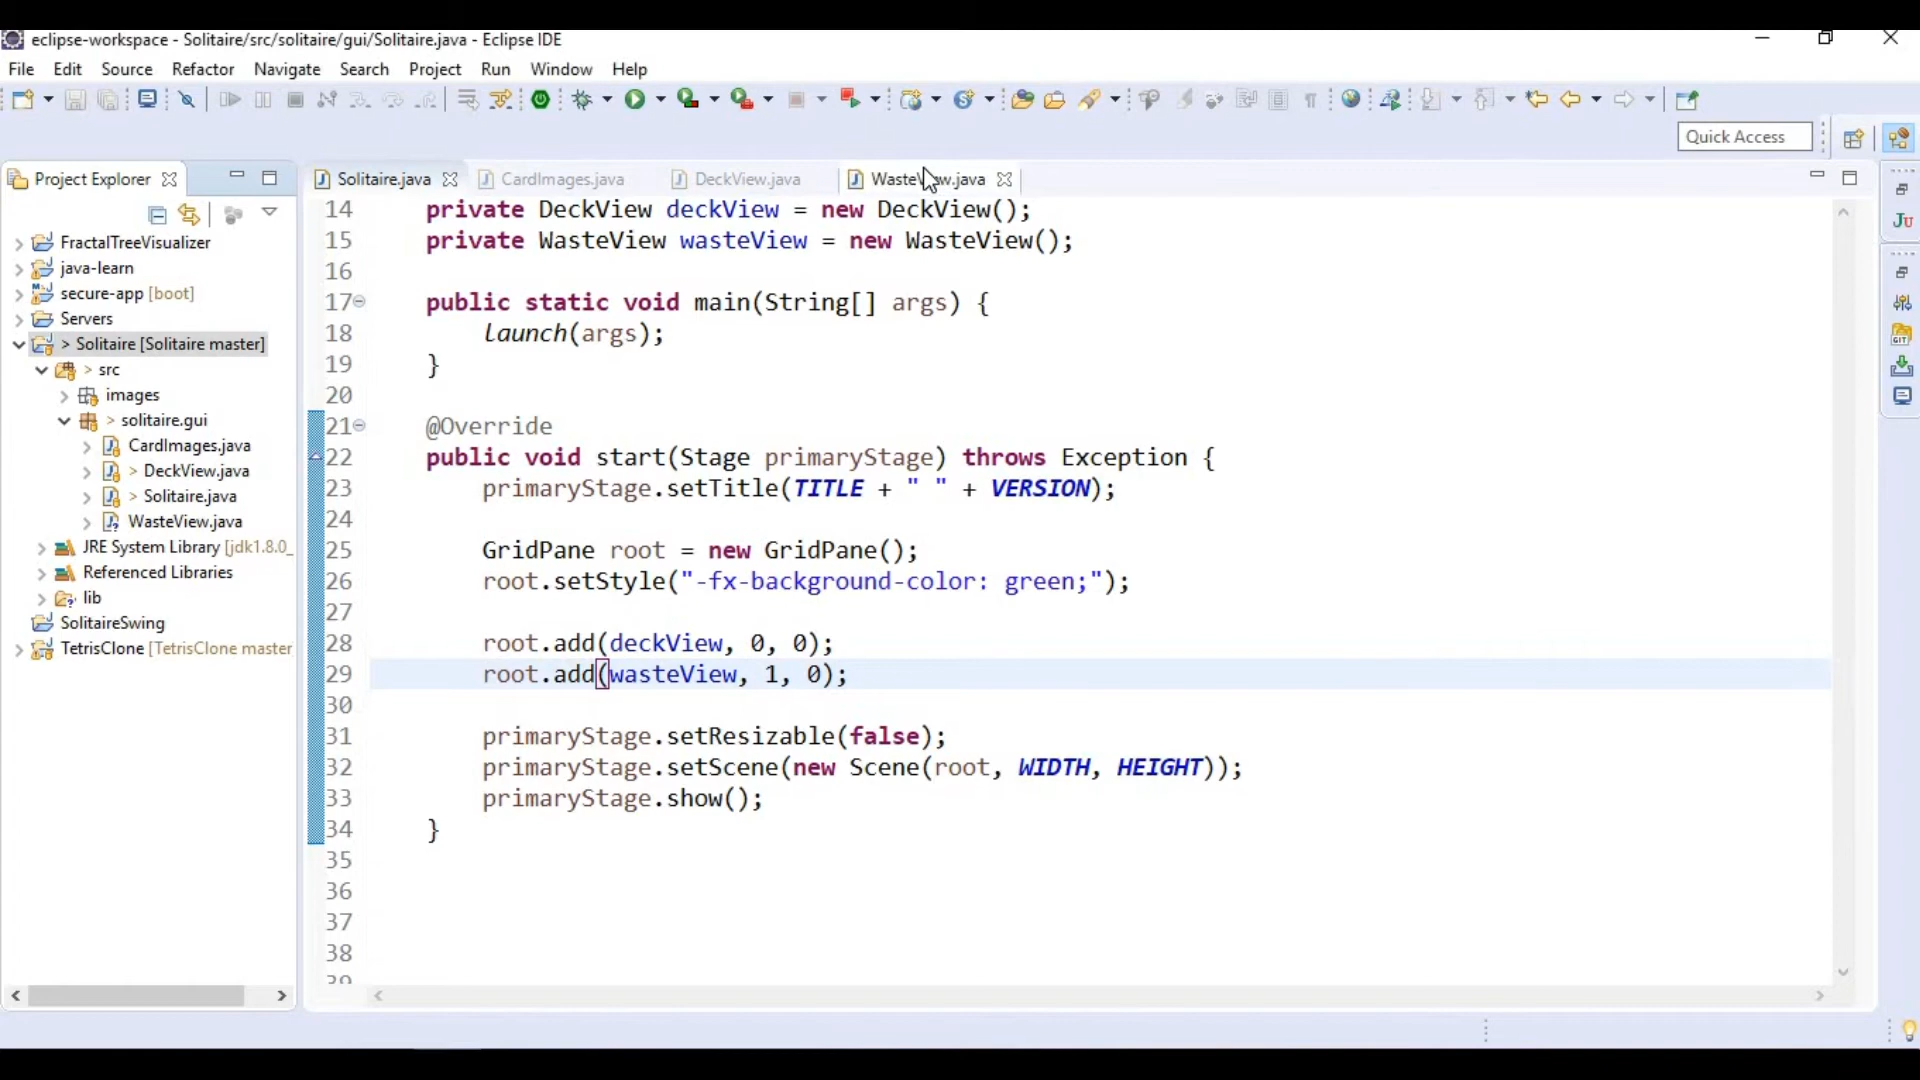 eclipse-workspace - Solitaire/src/solitaire/gui/Solitaire.java - Eclipse IDE
File Edit Source Refactor Navigate Search Project Run Window Help
Quick Access
Project Explorer
FractalTreeVisualizer
java-learn
secure-app [boot]
Servers
> Solitaire [Solitaire master]
> src
images
> solitaire.gui
CardImages.java
> DeckView.java
> Solitaire.java
WasteView.java
JRE System Library [jdk1.8.0_
Referenced Libraries
lib
SolitaireSwing
TetrisClone [TetrisClone master
Solitaire.java CardImages.java DeckView.java WasteView.java
14 private DeckView deckView = new DeckView();
15 private WasteView wasteView = new WasteView();
16
17 public static void main(String[] args) {
18 launch(args);
19 }
20
21 @Override
22 public void start(Stage primaryStage) throws Exception {
23 primaryStage.setTitle(TITLE + " " + VERSION);
24
25 GridPane root = new GridPane();
26 root.setStyle("-fx-background-color: green;");
27
28 root.add(deckView, 0, 0);
29 root.add(wasteView, 1, 0);
30
31 primaryStage.setResizable(false);
32 primaryStage.setScene(new Scene(root, WIDTH, HEIGHT));
33 primaryStage.show();
34 }
35
36
37
38
39
JU
GIT